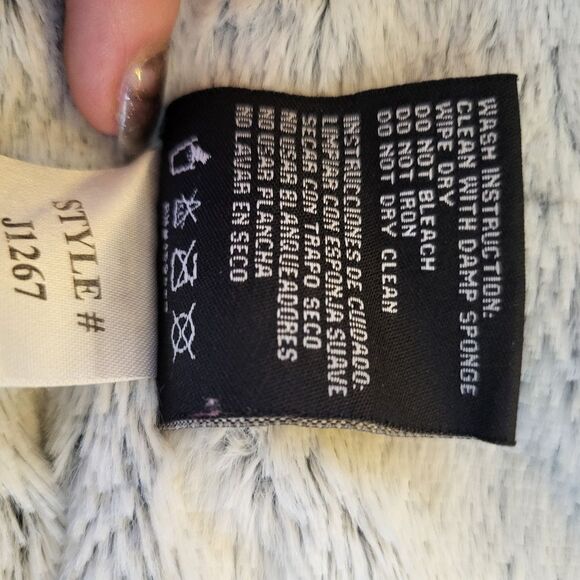 WASH INSTRUCTION:
CLEAN WITH DAMP SPONGE
WIPE DRY
DO NOT BLEACH
DO NOT IRON
DO NOT DRY CLEAN
INSTRUCCIONES DE CUIDADO:
LIMPIAR CON ESPONJA SUAVE
SECAR CON TRAPO SECO
NO USAR BLANQUEADORES
NO USAR PLANCHA
NO LAVAR EN SECO
STYLE #
J1267